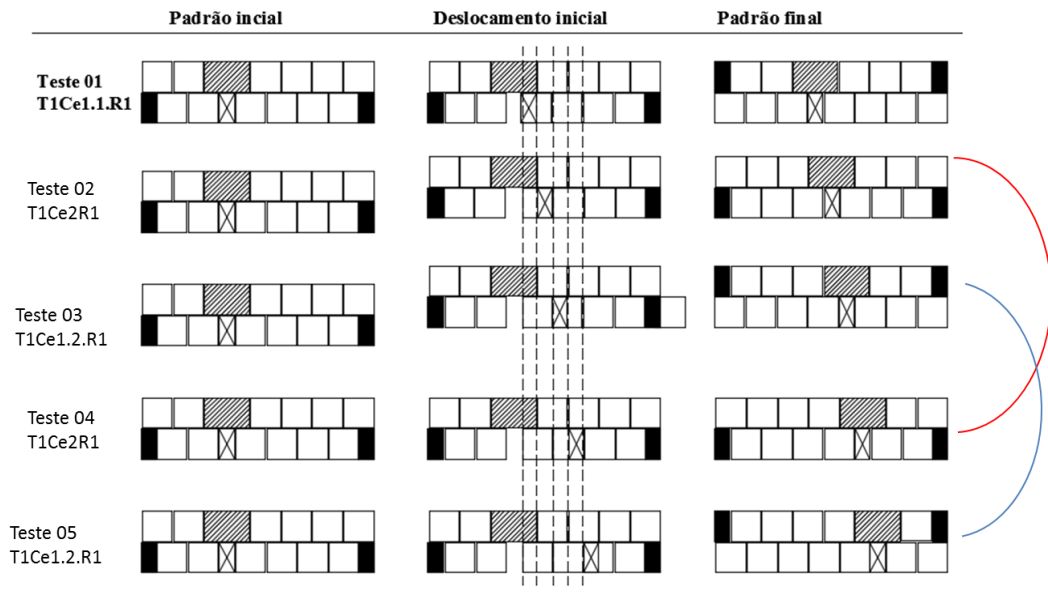 Padrão incial
Deslocamento inicial
Padrão final
Teste 01
T1Ce1.1.R1
Teste 02
T1Ce2R1
Teste 03
T1Ce1.2.R1
Teste 04
T1Ce2R1
Teste 05
T1Ce1.2.R1